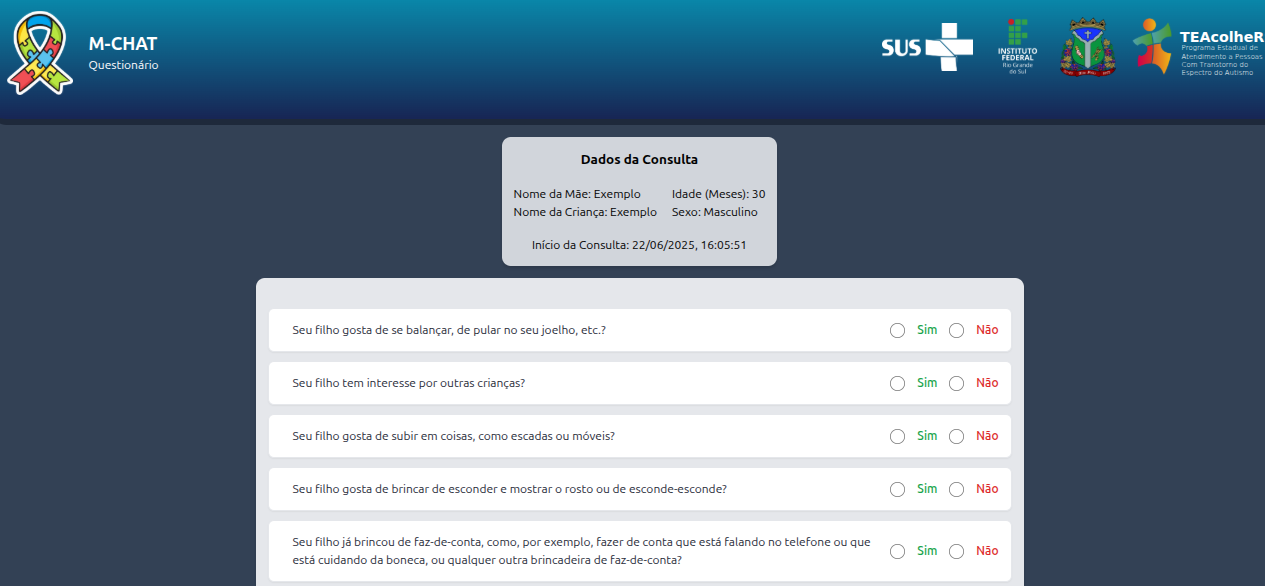 M-CHAT
Questionário
SUS
INSTITUTO
FEDERAL
Rio Grande
do Sul
TEAcolheR
Programa Estadual de
Atendimento a Pessoas
Com Transtorno do
Espectro do Autismo
Dados da Consulta
Nome da Mãe: Exemplo Idade (Meses): 30
Nome da Criança: Exemplo Sexo: Masculino
Início da Consulta: 22/06/2025, 16:05:51
Seu filho gosta de se balançar, de pular no seu joelho, etc.? Sim Não
Seu filho tem interesse por outras crianças? Sim Não
Seu filho gosta de subir em coisas, como escadas ou móveis? Sim Não
Seu filho gosta de brincar de esconder e mostrar o rosto ou de esconde-esconde? Sim Não
Seu filho já brincou de faz-de-conta, como, por exemplo, fazer de conta que está falando no telefone ou que
está cuidando da boneca, ou qualquer outra brincadeira de faz-de-conta? Sim Não